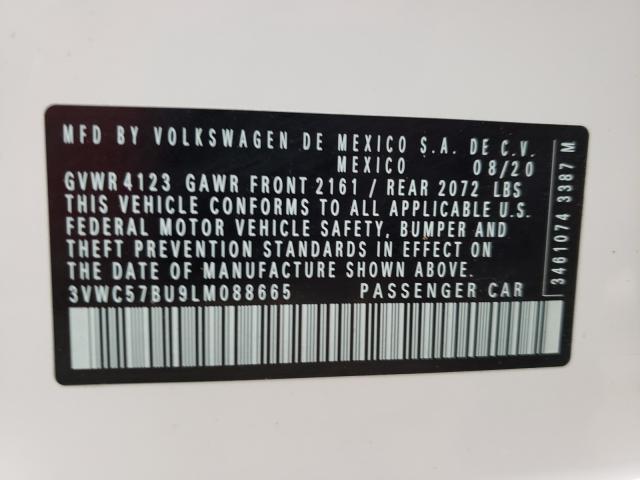 MFD BY VOLKSWAGEN DE MEXICO S.A. DE C.V.
MEXICO 08/20
GVWR 4123 GAWR FRONT 2161 / REAR 2072 LBS
THIS VEHICLE CONFORMS TO ALL APPLICABLE U.S.
FEDERAL MOTOR VEHICLE SAFETY, BUMPER AND
THEFT PREVENTION STANDARDS IN EFFECT ON
THE DATE OF MANUFACTURE SHOWN ABOVE.
3VWC57BU9LM088665 PASSENGER CAR
3461074 3387 M